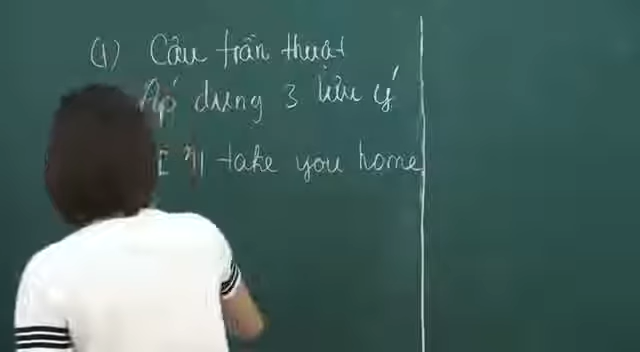 (1) Câu trần thuật
Áp dụng 3 lưu ý
I 'll take you home